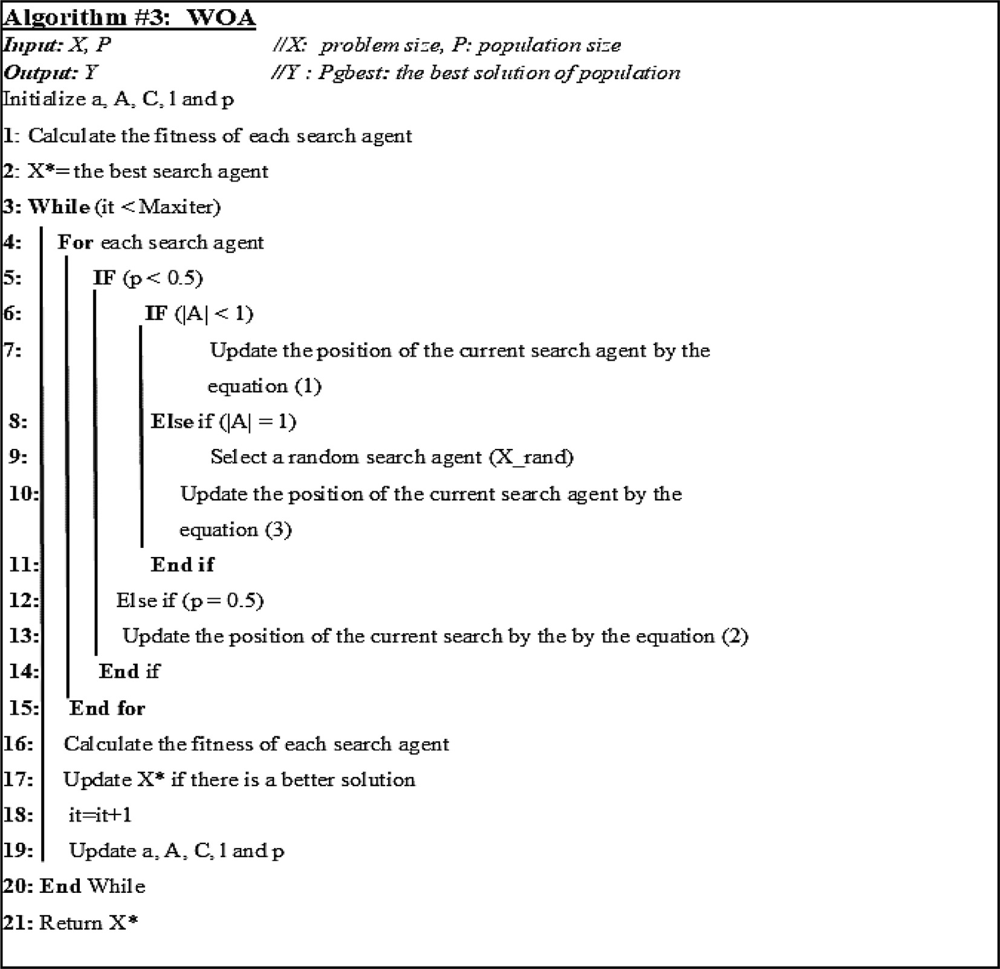 Algorithm #3: WOA
Input: X, P //X: problem size, P: population size
Output: Y //Y : Pgbest: the best solution of population
Initialize a, A, C, l and p
1: Calculate the fitness of each search agent
2: X*= the best search agent
3: While (it < Maxiter)
4: For each search agent
5: IF (p < 0.5)
6: IF (|A| < 1)
7: Update the position of the current search agent by the
equation (1)
8: Else if (|A| = 1)
9: Select a random search agent (X_rand)
10: Update the position of the current search agent by the
equation (3)
11: End if
12: Else if (p = 0.5)
13: Update the position of the current search by the by the equation (2)
14: End if
15: End for
16: Calculate the fitness of each search agent
17: Update X* if there is a better solution
18: it=it+1
19: Update a, A, C, l and p
20: End While
21: Return X*